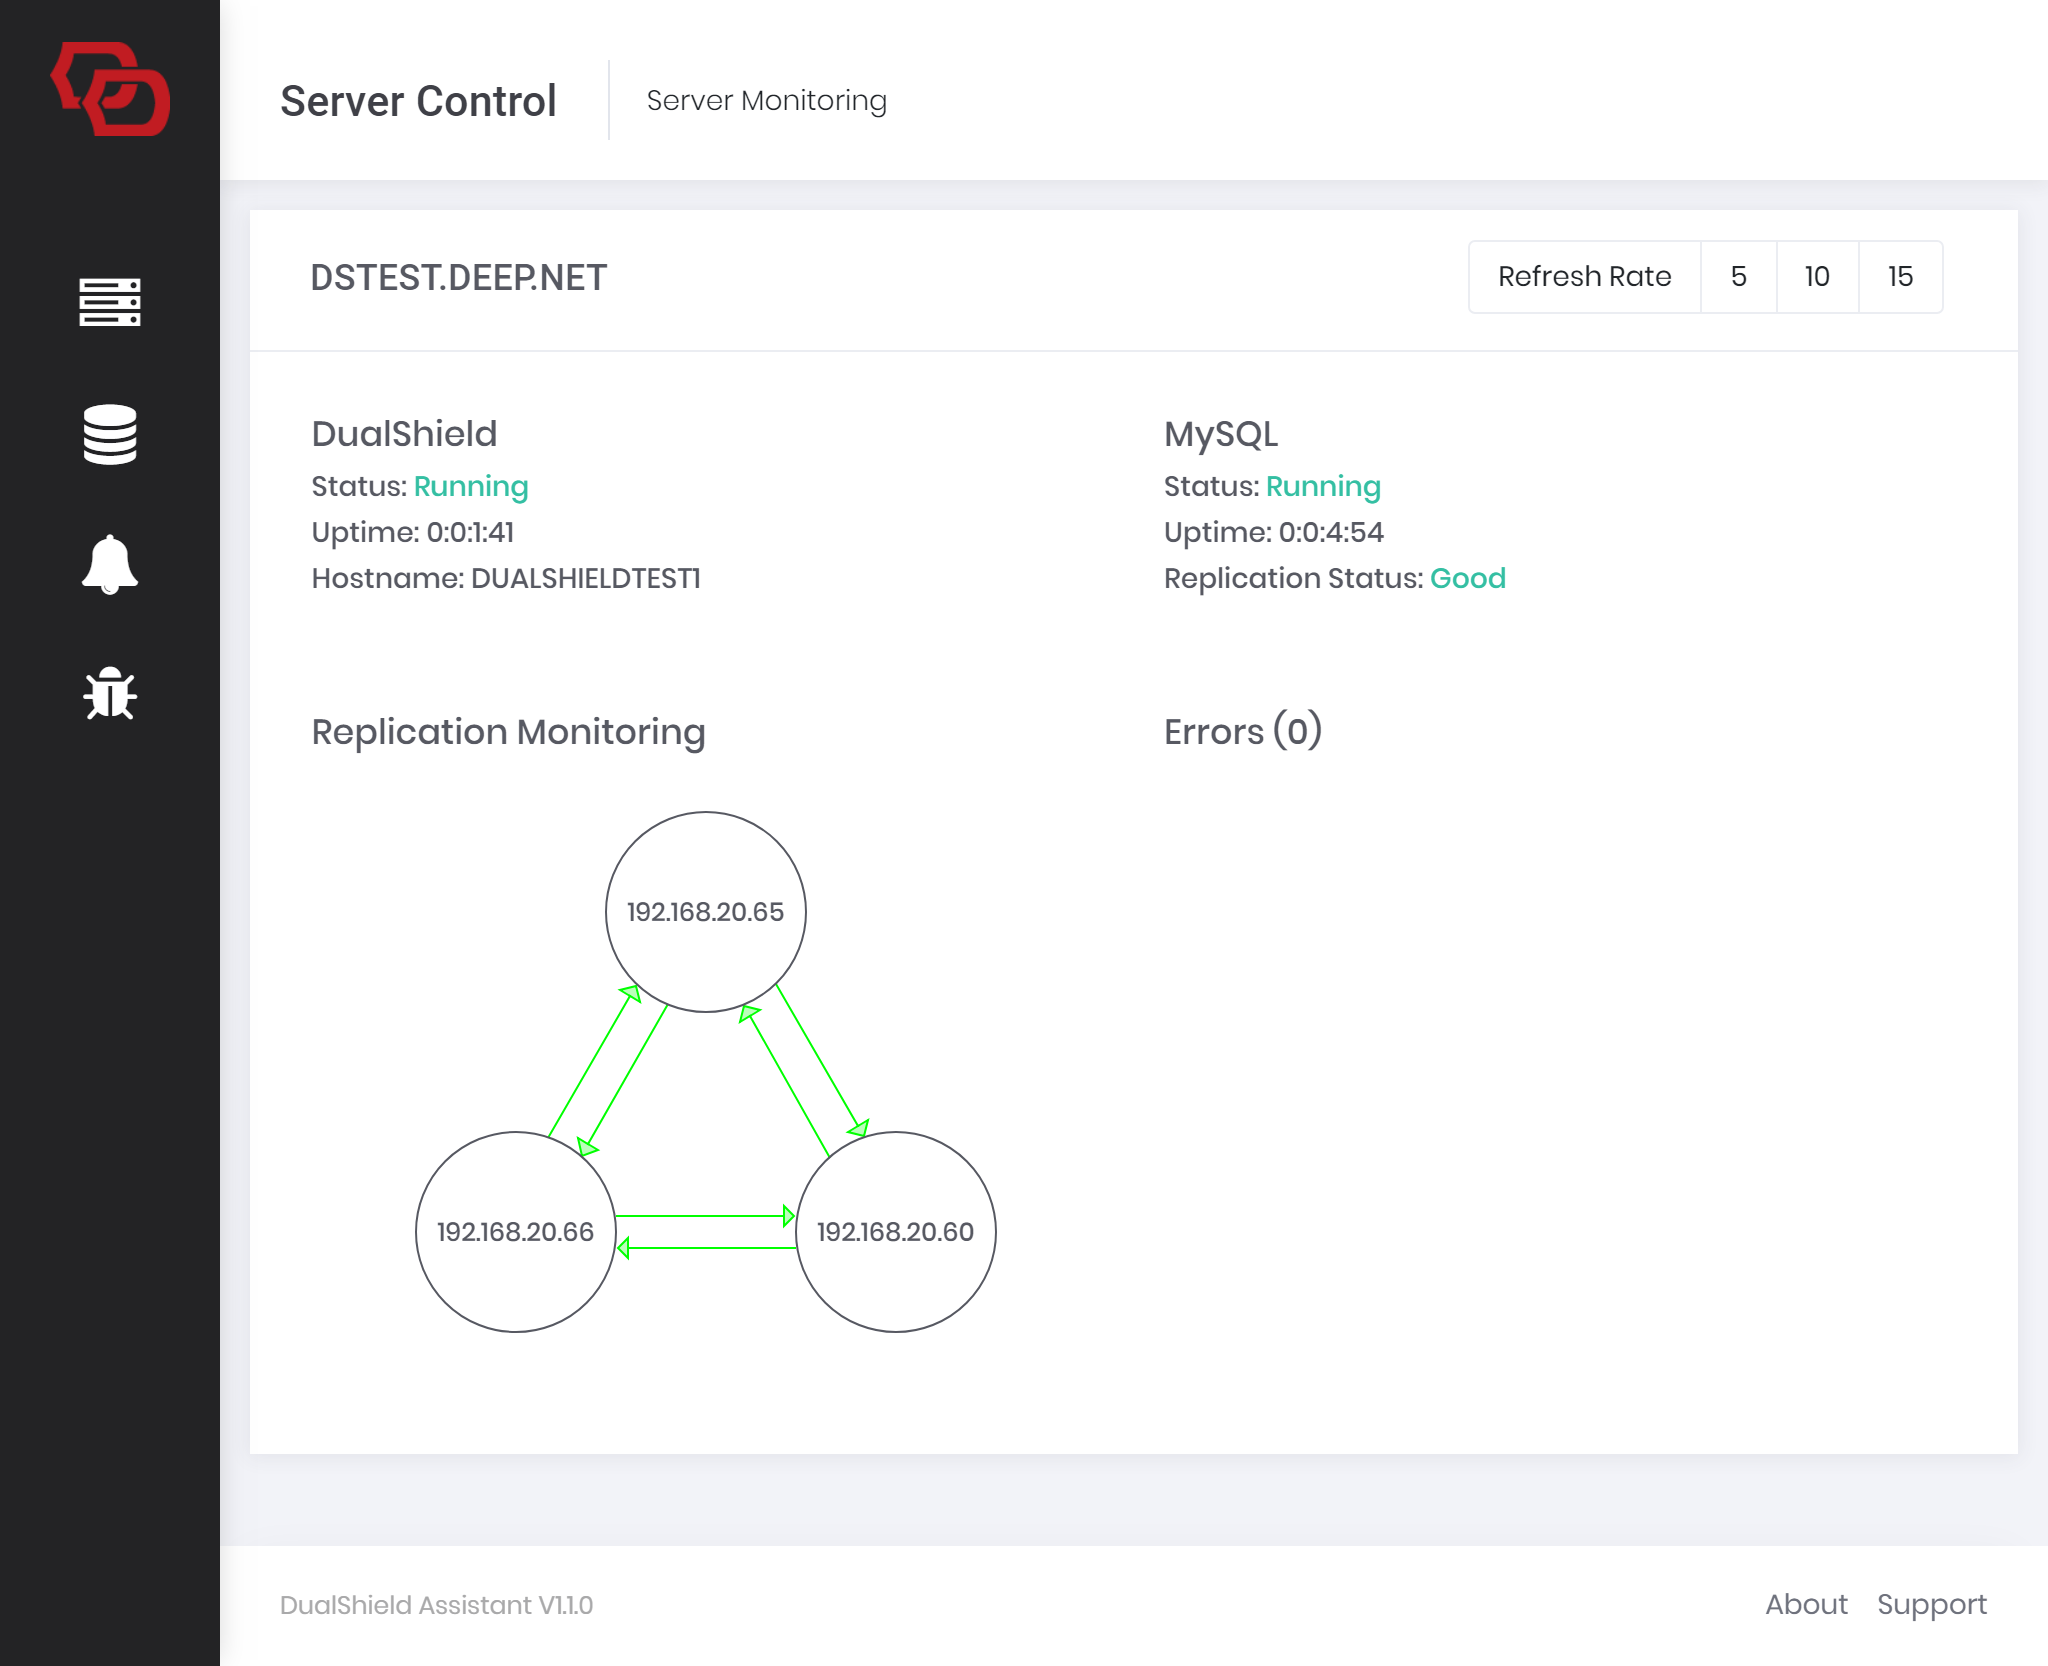 Server Control
Server Monitoring
DSTEST.DEEP.NET
Refresh Rate 5 10 15
DualShield
Status: Running
Uptime: 0:0:1:41
Hostname: DUALSHIELDTEST1
MySQL
Status: Running
Uptime: 0:0:4:54
Replication Status: Good
Replication Monitoring
192.168.20.65
192.168.20.66
192.168.20.60
Errors (0)
DualShield Assistant V1.1.0
About Support